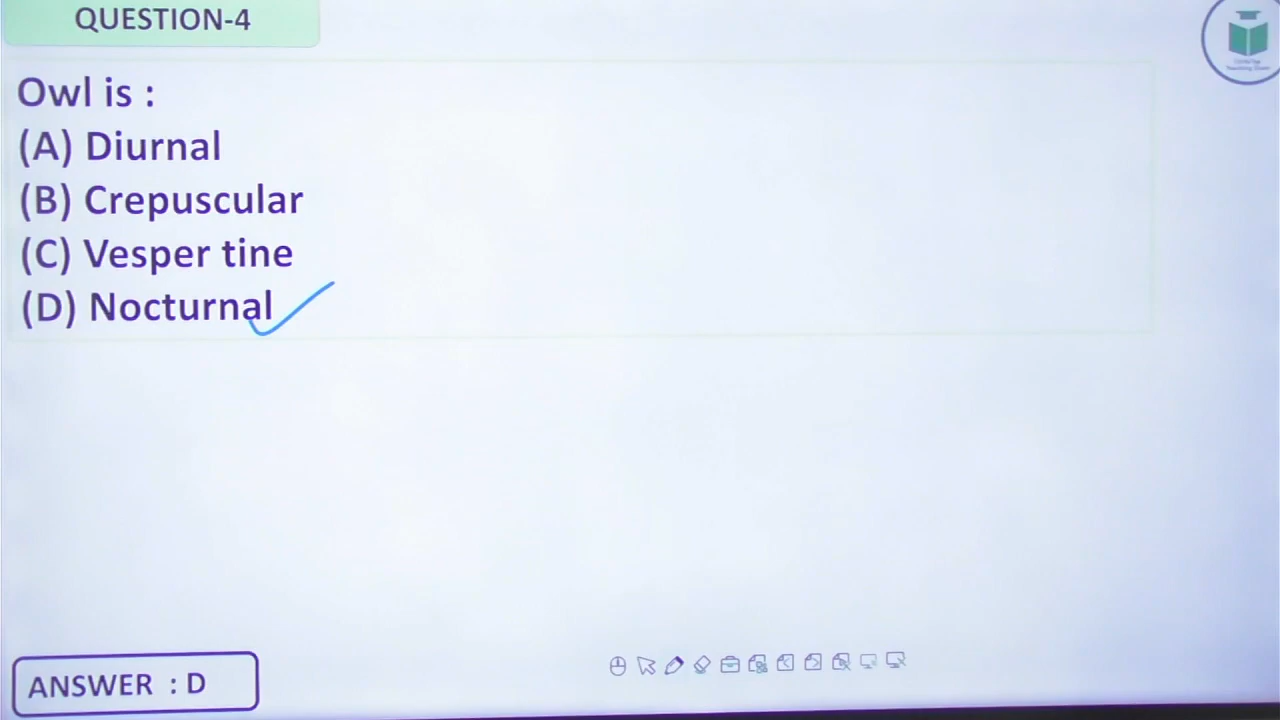 QUESTION-4
Owl is :
(A) Diurnal
(B) Crepuscular
(C) Vesper tine
(D) Nocturnal
ANSWER : D